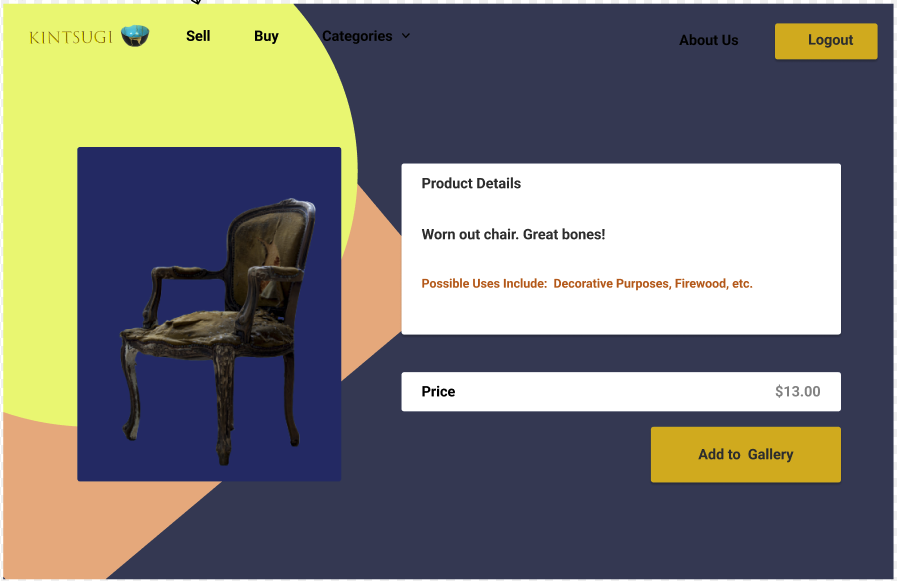 KINTSUGI
Sell
Buy
Categories
About Us
Logout
Product Details
Worn out chair. Great bones!
Possible Uses Include:  Decorative Purposes, Firewood, etc.
Price
$13.00
Add to  Gallery